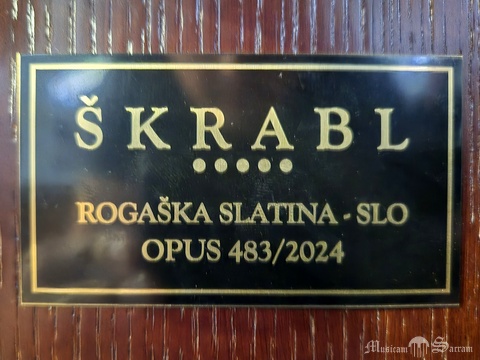 ŠKRABL
ROGAŠKA SLATINA - SLO
OPUS 483/2024
Musicam Sacram